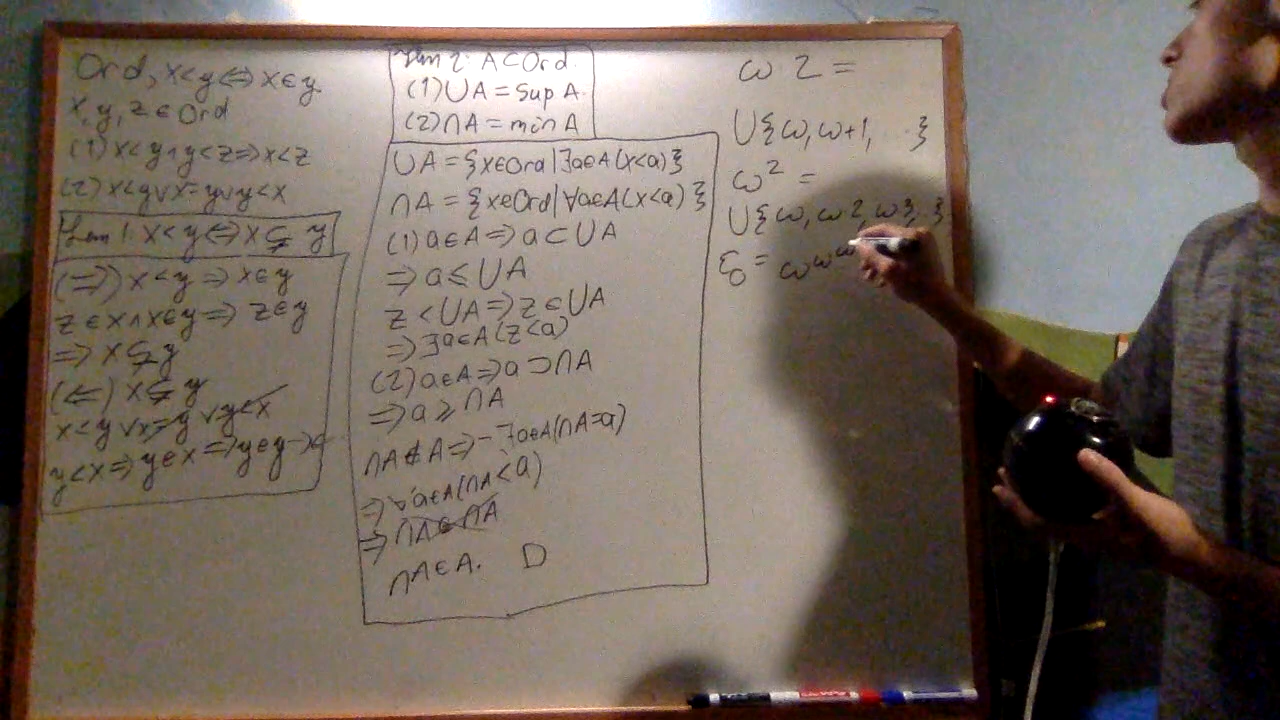 Ord, x<y⇔x∈y.
x,y,z∈Ord
(1) x<y∧y<z⇒x<z
(2) x<y∨x=y∨y<x
Lem 1: x<y⇔x⊊y
(⇒) x<y⇒x∈y
z∈x∧x∈y⇒z∈y
⇒x⊊y
(⇐) x⊊y
x<y∨x=y∨y<x
y<x⇒y∈x⇒y∈y→←
Lem 2: A⊂Ord.
(1) ∪A = sup A.
(2) ∩A = min A
∪A = {x∈Ord|∃a∈A(x<a)}
∩A = {x∈Ord|∀a∈A(x<a)}
(1) a∈A⇒a⊂∪A
⇒a≤∪A
z<∪A⇒z∈∪A
⇒∃a∈A(z<a)
(2) a∈A⇒a⊃∩A
⇒a≥∩A
∩A∉A⇒¬∃a∈A(∩A=a)
⇒∀a∈A(∩A<a)
⇒∩A∈∩A
∩A∈A. □
ω 2 =
∪{ω,ω+1, }
ω² =
∪{ω,ω2,ω3, }
ε₀ = ω^ω^ω